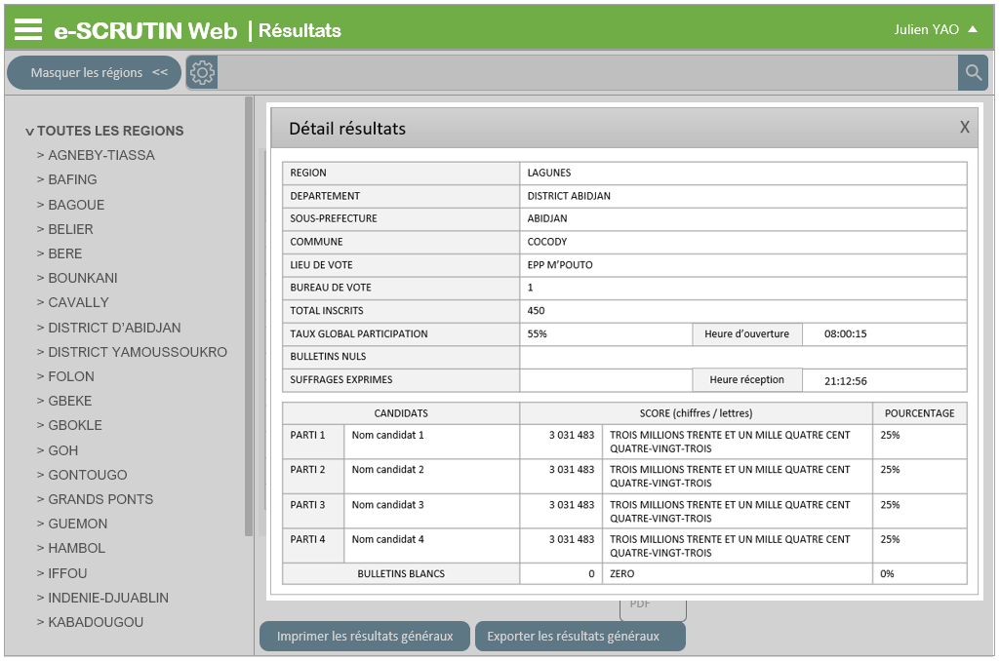 e-SCRUTIN Web | Résultats
Julien YAO
Masquer les régions <<
v TOUTES LES REGIONS
> AGNEBY-TIASSA
> BAFING
> BAGOUE
> BELIER
> BERE
> BOUNKANI
> CAVALLY
> DISTRICT D’ABIDJAN
> DISTRICT YAMOUSSOUKRO
> FOLON
> GBEKE
> GBOKLE
> GOH
> GONTOUGO
> GRANDS PONTS
> GUEMON
> HAMBOL
> IFFOU
> INDENIE-DJUABLIN
> KABADOUGOU
Détail résultats X
REGION LAGUNES
DEPARTEMENT DISTRICT ABIDJAN
SOUS-PREFECTURE ABIDJAN
COMMUNE COCODY
LIEU DE VOTE EPP M’POUTO
BUREAU DE VOTE 1
TOTAL INSCRITS 450
TAUX GLOBAL PARTICIPATION 55% Heure d’ouverture 08:00:15
BULLETINS NULS
SUFFRAGES EXPRIMES Heure réception 21:12:56
CANDIDATS SCORE (chiffres / lettres) POURCENTAGE
PARTI 1 Nom candidat 1 3 031 483 TROIS MILLIONS TRENTE ET UN MILLE QUATRE CENT 25%
QUATRE-VINGT-TROIS
PARTI 2 Nom candidat 2 3 031 483 TROIS MILLIONS TRENTE ET UN MILLE QUATRE CENT 25%
QUATRE-VINGT-TROIS
PARTI 3 Nom candidat 3 3 031 483 TROIS MILLIONS TRENTE ET UN MILLE QUATRE CENT 25%
QUATRE-VINGT-TROIS
PARTI 4 Nom candidat 4 3 031 483 TROIS MILLIONS TRENTE ET UN MILLE QUATRE CENT 25%
QUATRE-VINGT-TROIS
BULLETINS BLANCS 0 ZERO 0%
PDF
Imprimer les résultats généraux
Exporter les résultats généraux